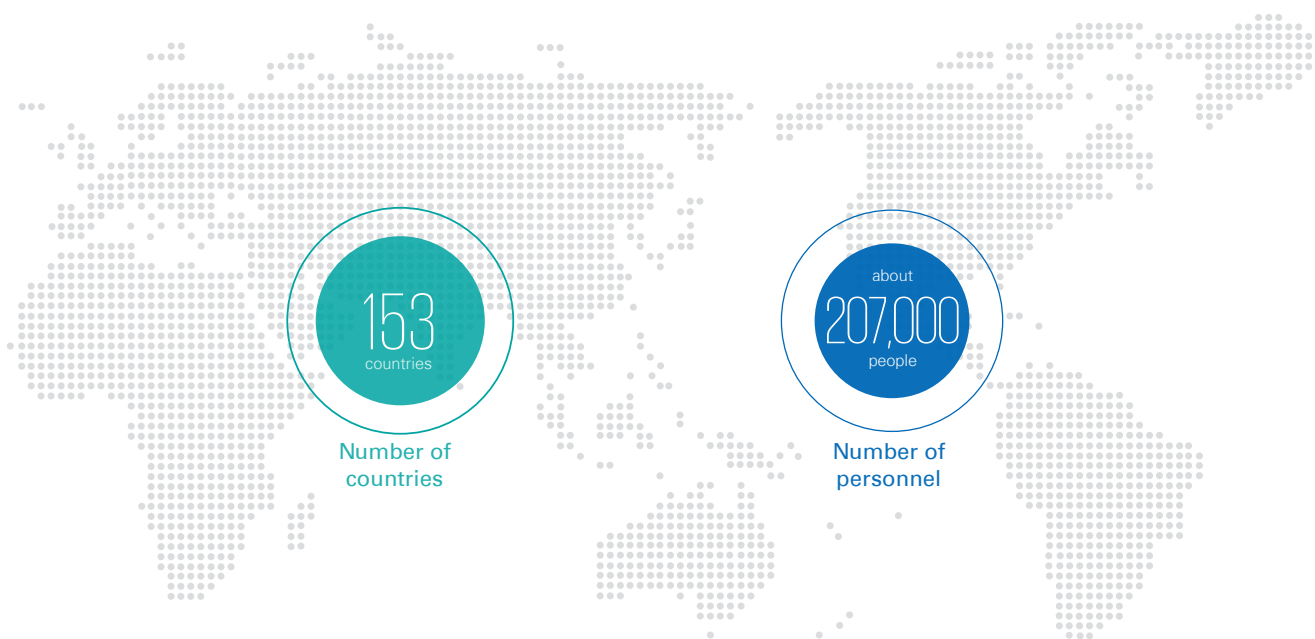 153
countries
Number of
countries
about
207,000
people
Number of
personnel